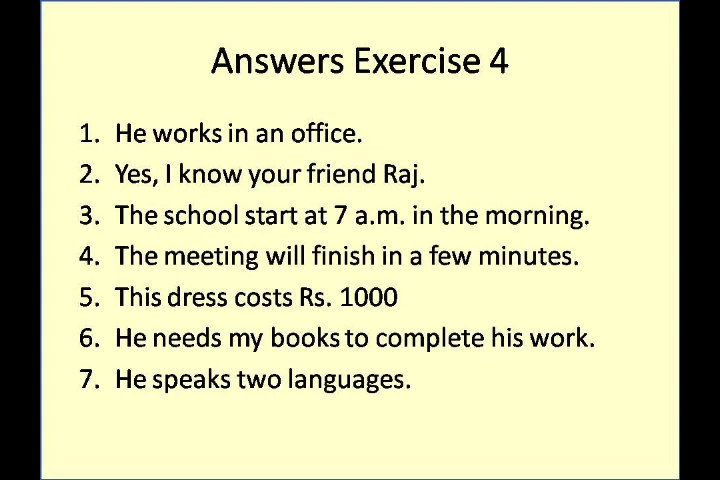 Answers Exercise 4
1. He works in an office.
2. Yes, I know your friend Raj.
3. The school start at 7 a.m. in the morning.
4. The meeting will finish in a few minutes.
5. This dress costs Rs. 1000
6. He needs my books to complete his work.
7. He speaks two languages.